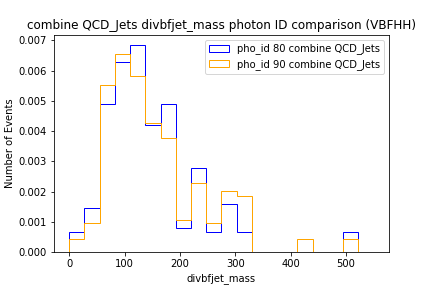 combine QCD_Jets divbfjet_mass photon ID comparison (VBFHH)
pho_id 80 combine QCD_Jets
pho_id 90 combine QCD_Jets
Number of Events
0.007
0.006
0.005
0.004
0.003
0.002
0.001
0.000
0 100 200 300 400 500
divbfjet_mass